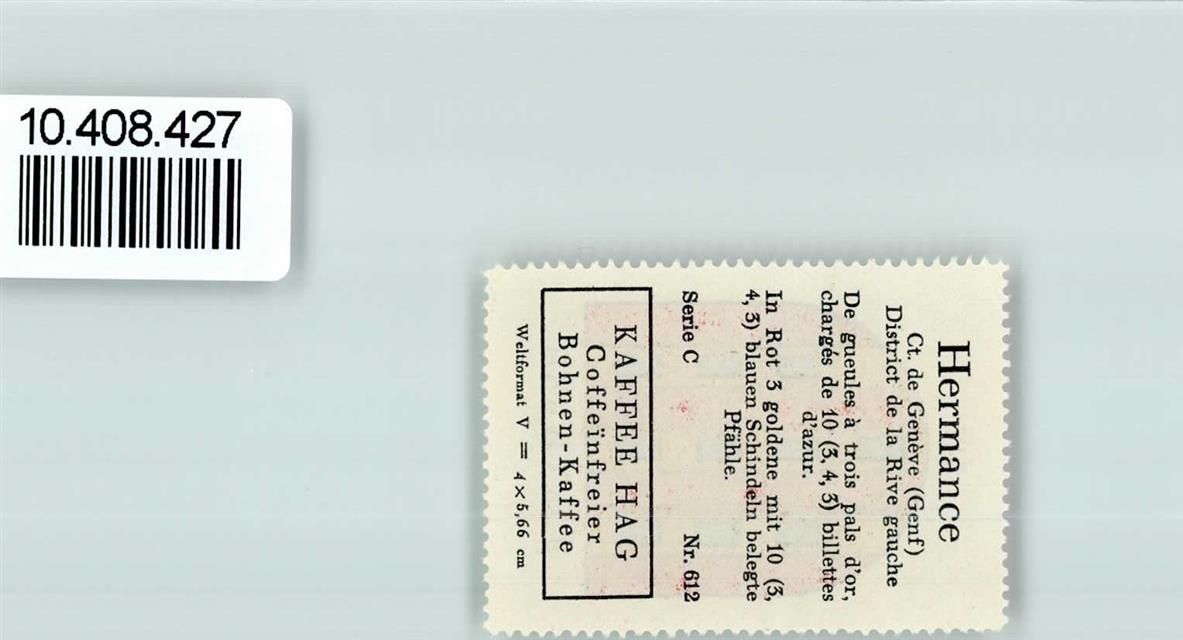 10.408.427
Hermance
Ct. de Genève (Genf)
District de la Rive gauche
De gueules à trois pals d'or,
chargés de 10 (3, 4, 3) billettes
d'azur.
In Rot 3 goldene mit 10 (3,
4, 3) blauen Schindeln belegte
Pfähle.
Serie C Nr. 612
KAFFEE HAG
Coffeïnfreier
Bohnen-Kaffee
Weltformat V = 4×5,66 cm